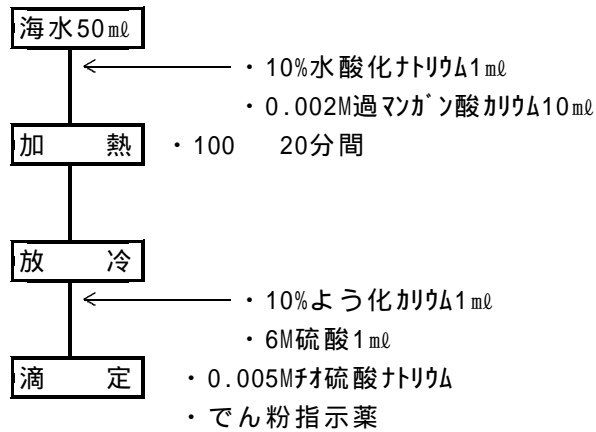 海水50㎖
・10%水酸化ﾅﾄﾘｳﾑ1㎖
・0.002M過ﾏﾝｶﾞﾝ酸ｶﾘｳﾑ10㎖
加　熱 ・100　20分間
放　冷
・10%よう化ｶﾘｳﾑ1㎖
・6M硫酸1㎖
滴　定 ・0.005Mﾁｵ硫酸ﾅﾄﾘｳﾑ
・でん粉指示薬